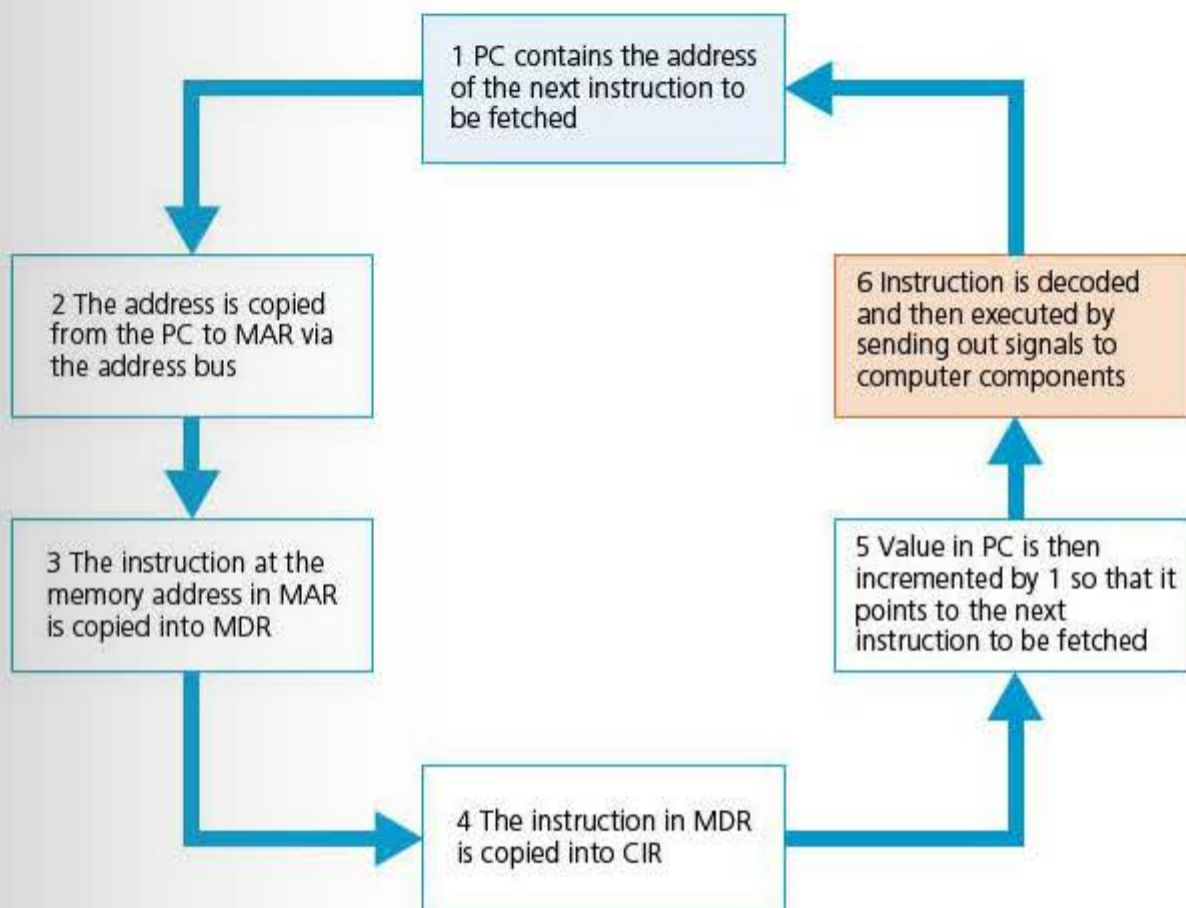 1 PC contains the address
of the next instruction to
be fetched
2 The address is copied
from the PC to MAR via
the address bus
3 The instruction at the
memory address in MAR
is copied into MDR
4 The instruction in MDR
is copied into CIR
5 Value in PC is then
incremented by 1 so that it
points to the next
instruction to be fetched
6 Instruction is decoded
and then executed by
sending out signals to
computer components